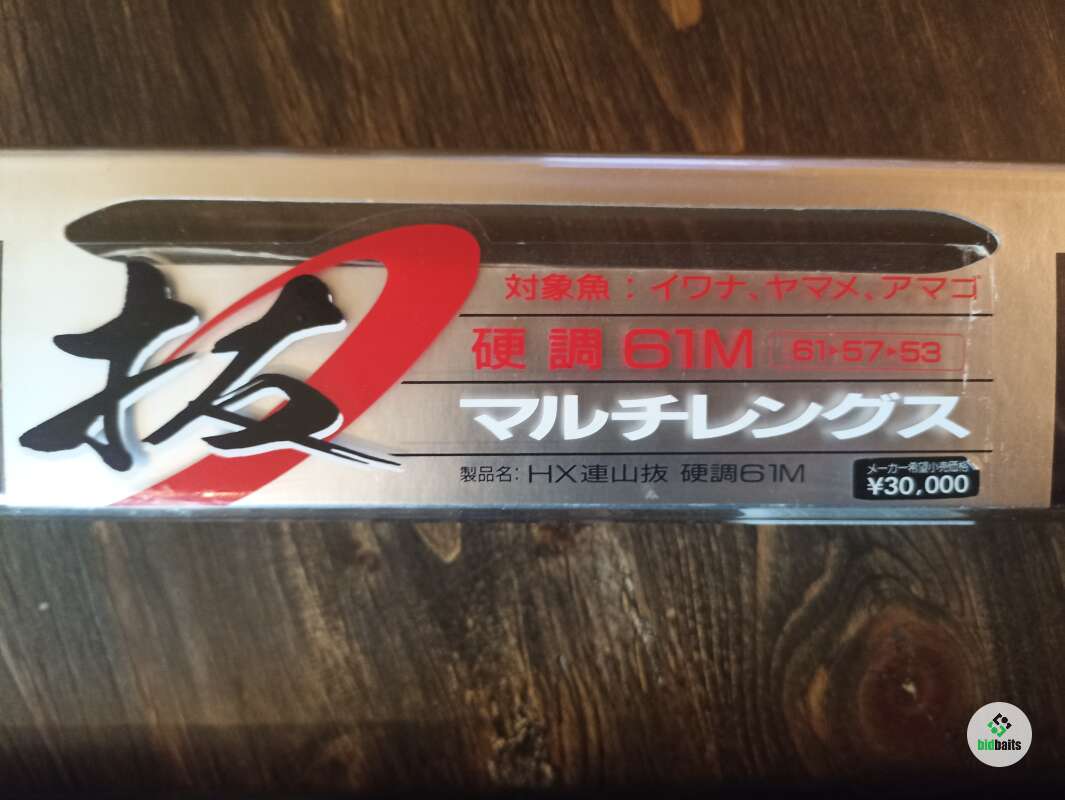 抜
対象魚：イワナ、ヤマメ、アマゴ
硬調 61M 61▸57▸53
マルチレングス
製品名：HX連山抜 硬調61M
メーカー希望小売価格
¥30,000
bidbaits